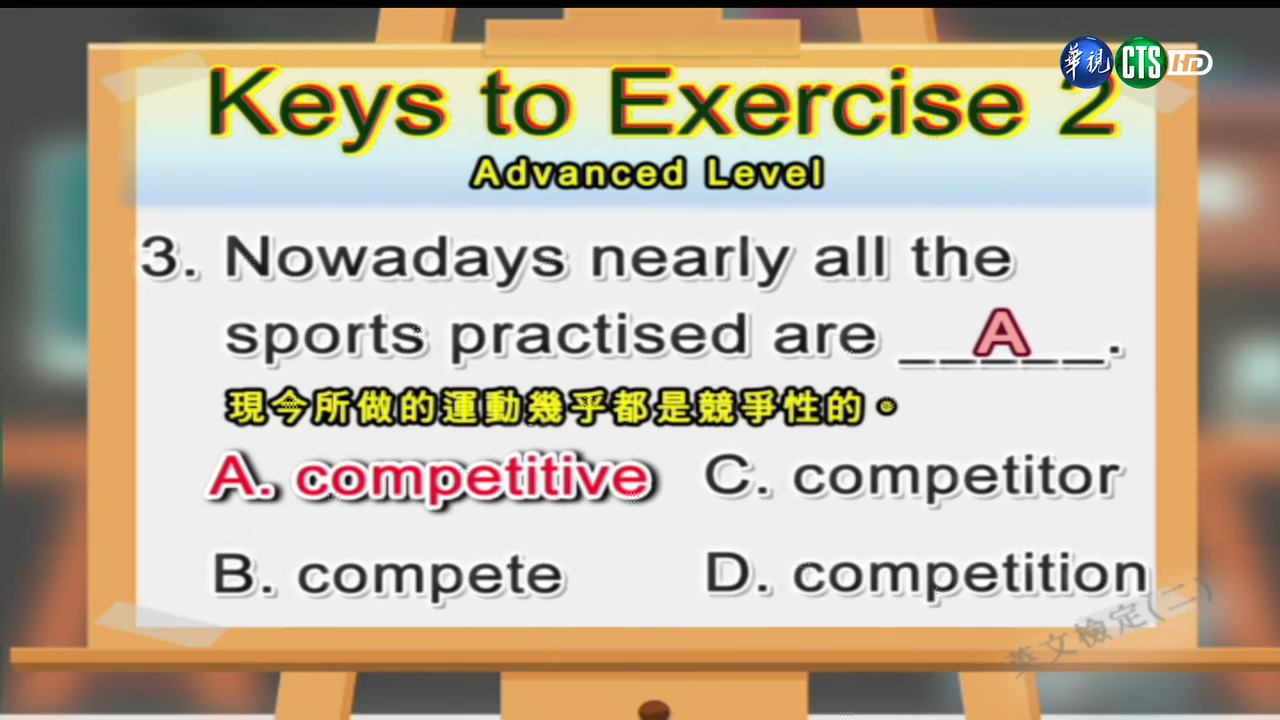 華視 CTS HD
Keys to Exercise 2
Advanced Level
3. Nowadays nearly all the
sports practised are _ _A_ _.
現今所做的運動幾乎都是競爭性的。
A. competitive
C. competitor
B. compete
D. competition
英文檢定(二)